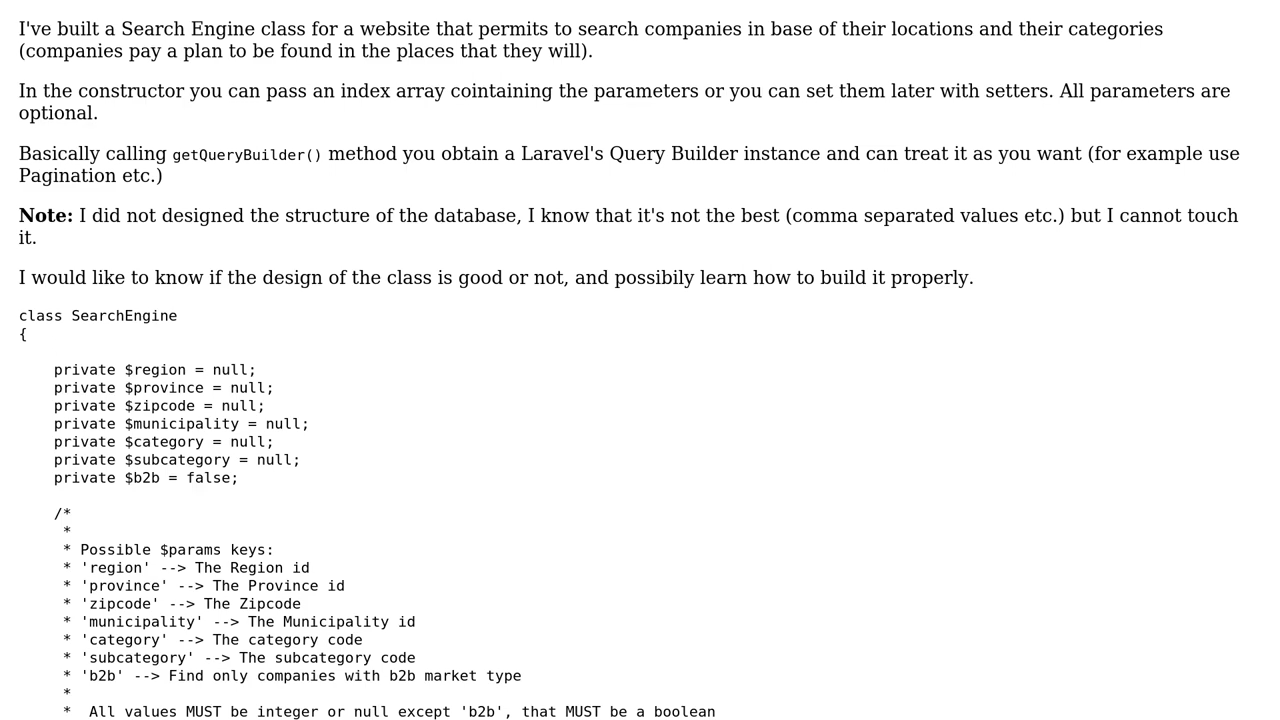 I've built a Search Engine class for a website that permits to search companies in base of their locations and their categories
(companies pay a plan to be found in the places that they will).
In the constructor you can pass an index array cointaining the parameters or you can set them later with setters. All parameters are
optional.
Basically calling getQueryBuilder() method you obtain a Laravel's Query Builder instance and can treat it as you want (for example use
Pagination etc.)
Note: I did not designed the structure of the database, I know that it's not the best (comma separated values etc.) but I cannot touch
it.
I would like to know if the design of the class is good or not, and possibily learn how to build it properly.
class SearchEngine
{
    private $region = null;
    private $province = null;
    private $zipcode = null;
    private $municipality = null;
    private $category = null;
    private $subcategory = null;
    private $b2b = false;
    /*
     *
     * Possible $params keys:
     * 'region' --> The Region id
     * 'province' --> The Province id
     * 'zipcode' --> The Zipcode
     * 'municipality' --> The Municipality id
     * 'category' --> The category code
     * 'subcategory' --> The subcategory code
     * 'b2b' --> Find only companies with b2b market type
     *
     *  All values MUST be integer or null except 'b2b', that MUST be a boolean